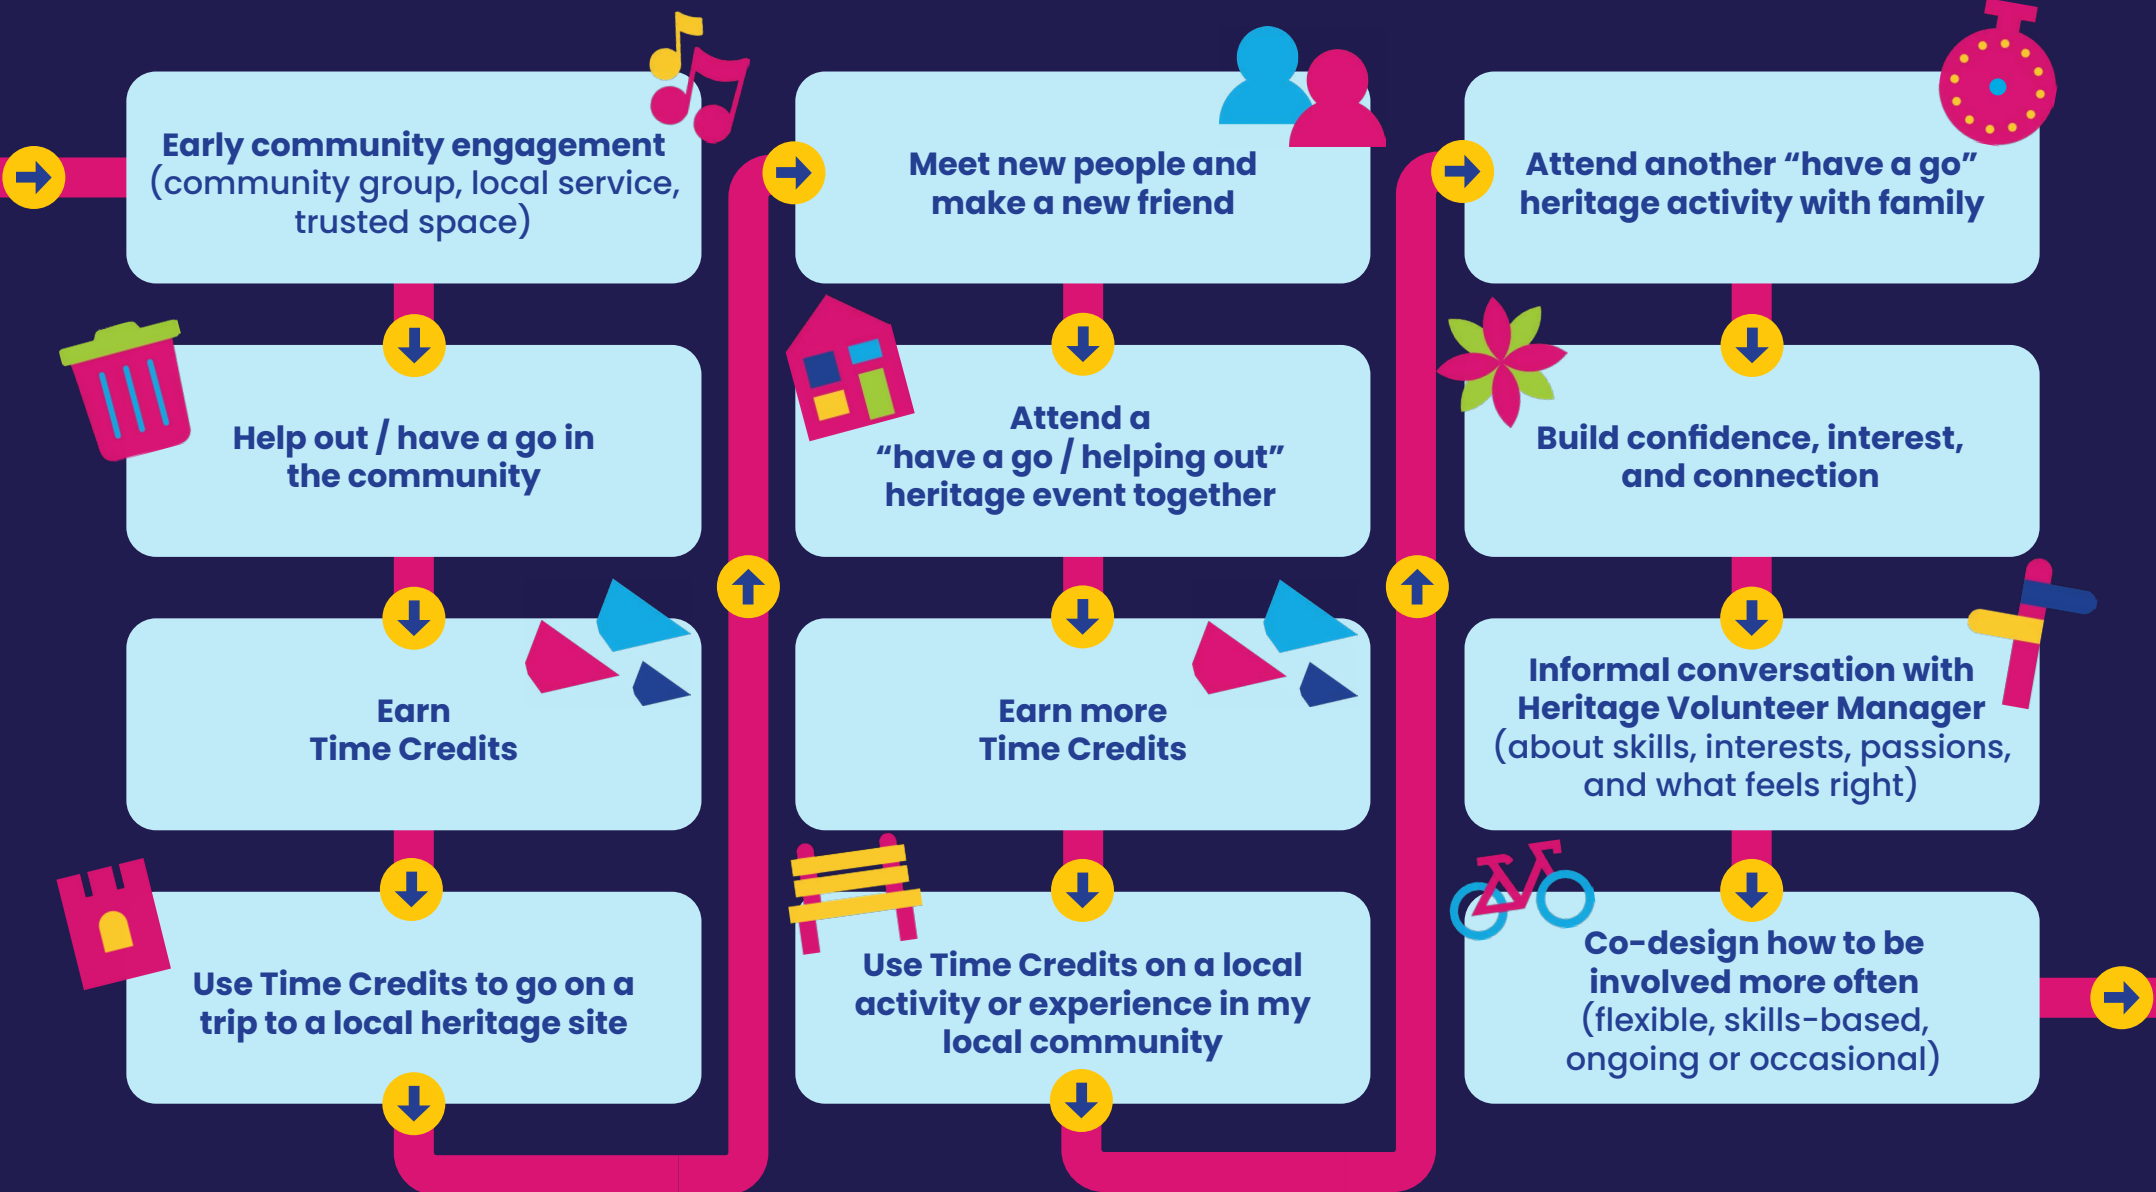 Early community engagement
(community group, local service,
trusted space)
Help out / have a go in
the community
Earn
Time Credits
Use Time Credits to go on a
trip to a local heritage site
Meet new people and
make a new friend
Attend a
“have a go / helping out”
heritage event together
Earn more
Time Credits
Use Time Credits on a local
activity or experience in my
local community
Attend another “have a go”
heritage activity with family
Build confidence, interest,
and connection
Informal conversation with
Heritage Volunteer Manager
(about skills, interests, passions,
and what feels right)
Co-design how to be
involved more often
(flexible, skills-based,
ongoing or occasional)